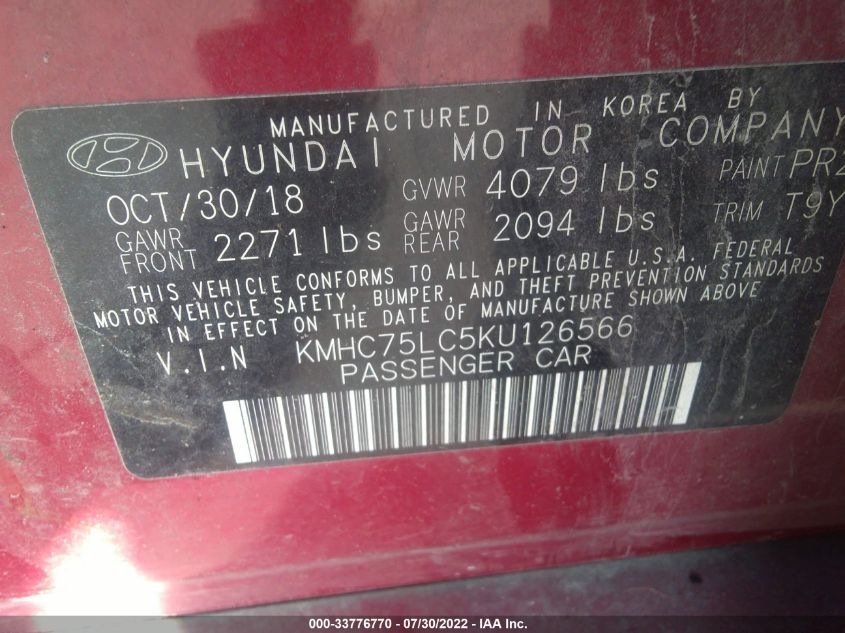 MANUFACTURED IN KOREA BY
HYUNDAI MOTOR COMPANY
OCT/30/18 GVWR 4079 lbs PAINT
GAWR FRONT 2271 lbs GAWR REAR 2094 lbs TRIM T9Y
THIS VEHICLE CONFORMS TO ALL APPLICABLE U.S.A. FEDERAL
MOTOR VEHICLE SAFETY, BUMPER, AND THEFT PREVENTION STANDARDS
IN EFFECT ON THE DATE OF MANUFACTURE SHOWN ABOVE
V.I.N KMHC75LC5KU126566
PASSENGER CAR
000-33776770 - 07/30/2022 - IAA Inc.